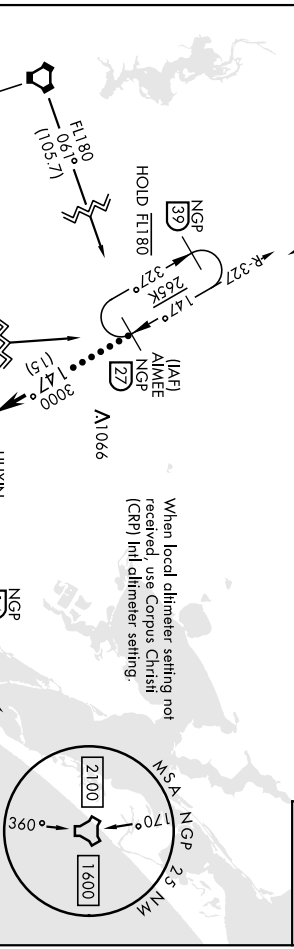 FL180
061°
(105.7)
HOLD FL180
NGP
39
R-327
327°
265K
147°
(IAF)
AIMEE
NGP
27
3000
147°
(15)
1066
When local altimeter setting not
received, use Corpus Christi
(CRP) Intl altimeter setting.
NGP
MSA NGP 25 NM
2100
170°
360°
1600